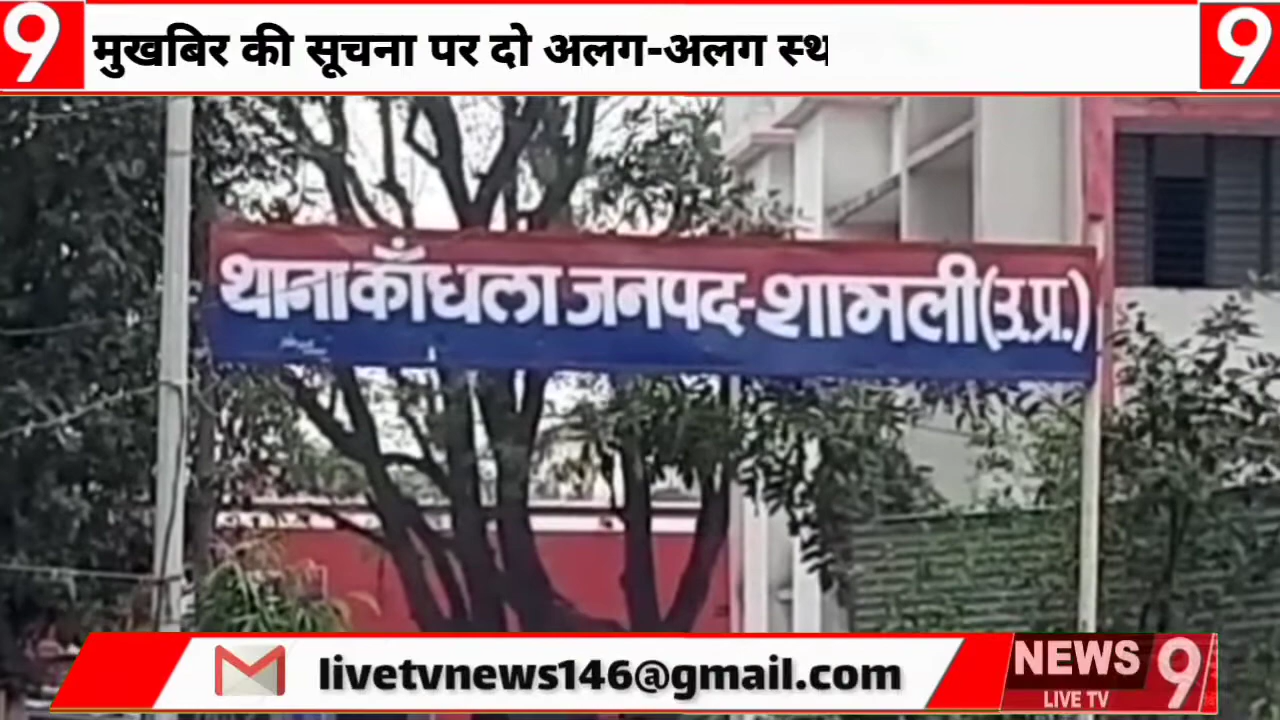 9 मुखबिर की सूचना पर दो अलग-अलग स्थ 9
थाना काँधला जनपद-शामली (उ.प्र.)
livetvnews146@gmail.com
NEWS 9
LIVE TV